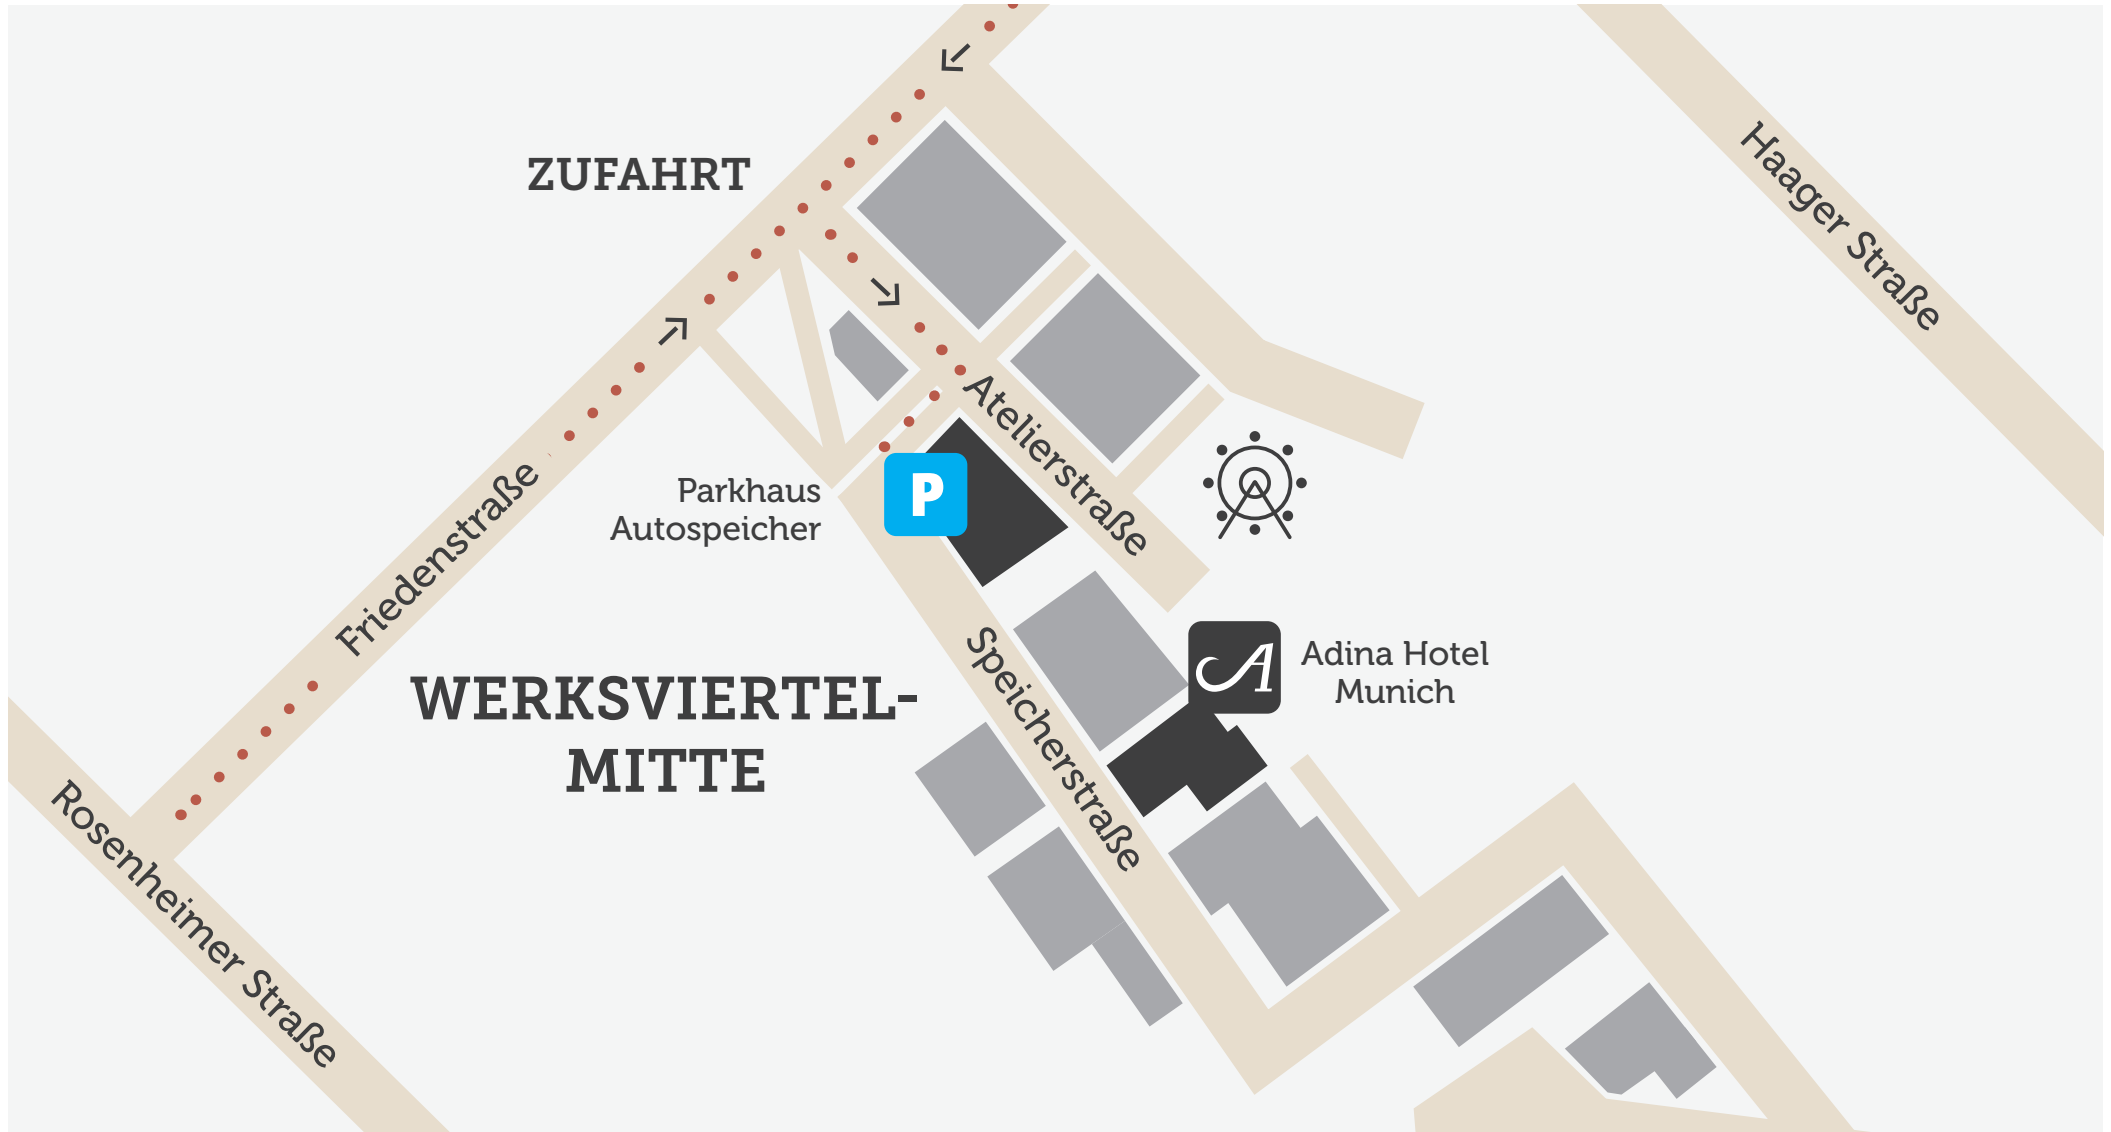 ZUFAHRT
Haager Straße
Atelierstraße
Friedenstraße
P
Parkhaus
Autospeicher
Speicherstraße
A
Adina Hotel
Munich
WERKSVIERTEL-
MITTE
Rosenheimer Straße